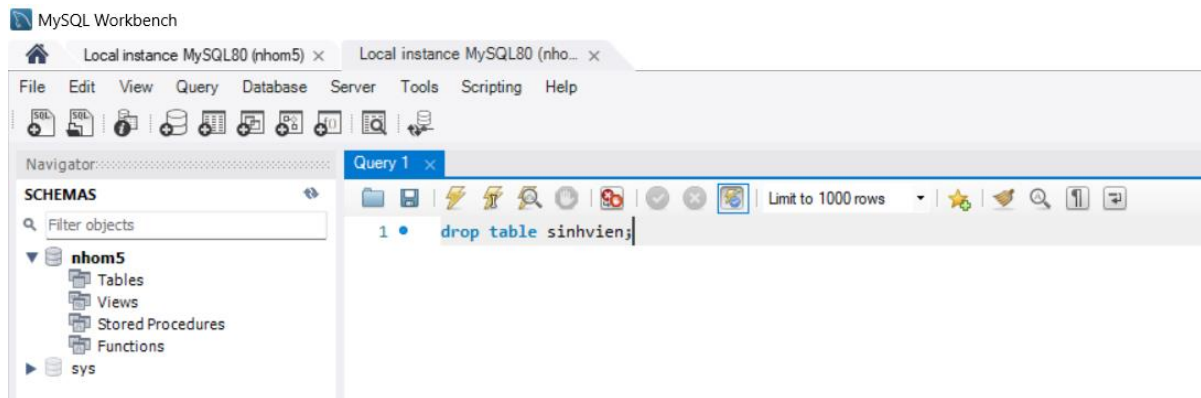 MySQL Workbench
Local instance MySQL80 (nhom5) × Local instance MySQL80 (nho... ×
File Edit View Query Database Server Tools Scripting Help
SQL SQL
Navigator Query 1 ×
SCHEMAS Limit to 1000 rows
Filter objects
1 drop table sinhvien;
nhom5
Tables
Views
Stored Procedures
Functions
sys